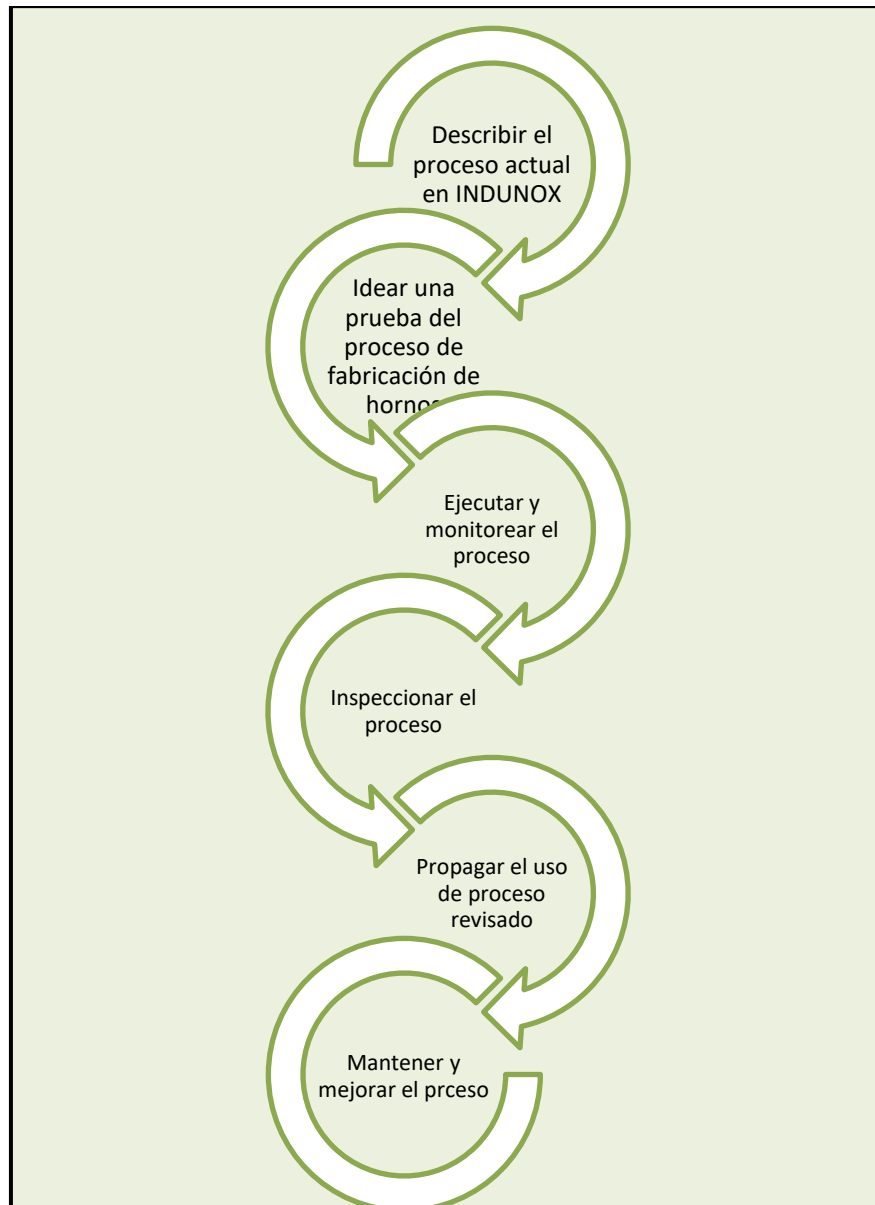 Describir el
proceso actual
en INDUNOX
Idear una
prueba del
proceso de
fabricación de
hornos
Ejecutar y
monitorear el
proceso
Inspeccionar el
proceso
Propagar el uso
de proceso
revisado
Mantener y
mejorar el prceso